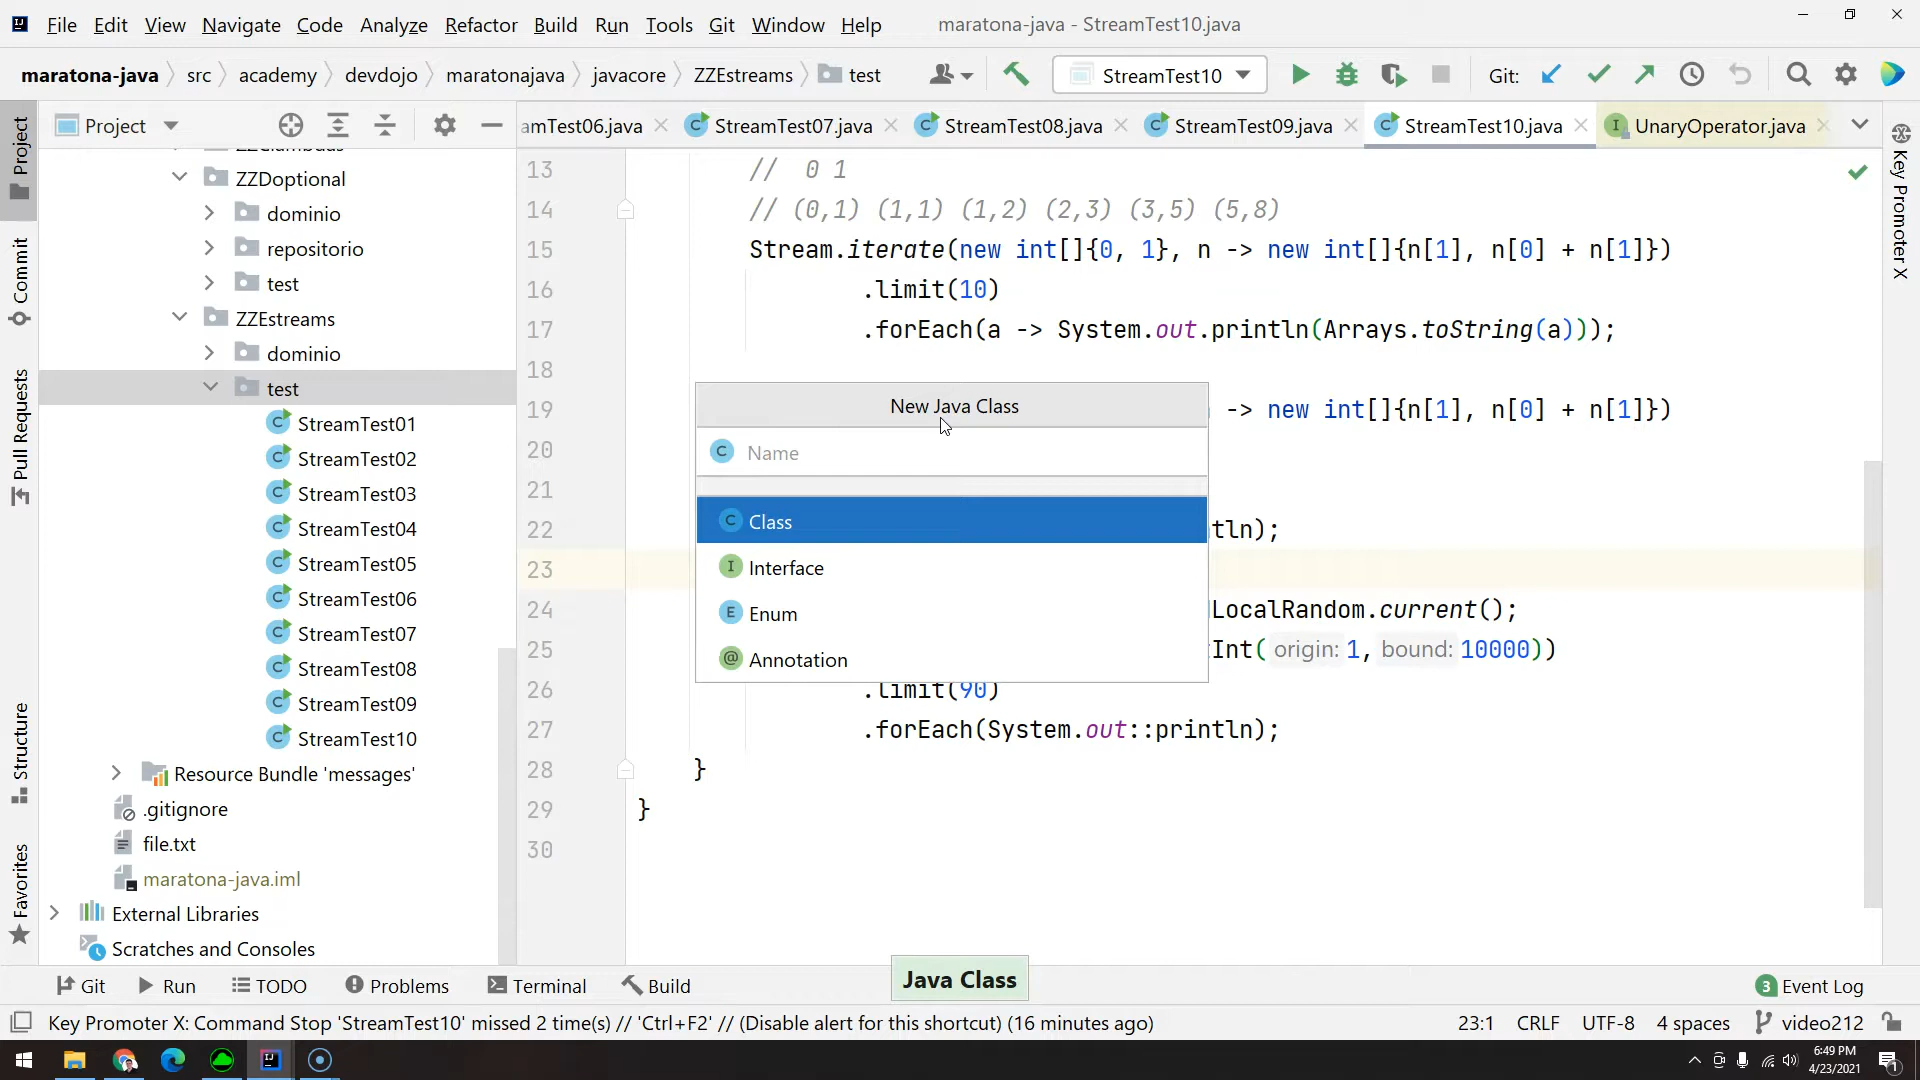 File Edit View Navigate Code Analyze Refactor Build Run Tools Git Window Help maratona-java - StreamTest10.java
maratona-java src academy devdojo maratonajava javacore ZZEstreams test StreamTest10 Git:
Project amTest06.java StreamTest07.java StreamTest08.java StreamTest09.java StreamTest10.java UnaryOperator.java
Project
Commit
Pull Requests
Structure
Favorites
Key Promoter X
ZZDoptional
dominio
repositorio
test
ZZEstreams
dominio
test
StreamTest01
StreamTest02
StreamTest03
StreamTest04
StreamTest05
StreamTest06
StreamTest07
StreamTest08
StreamTest09
StreamTest10
Resource Bundle 'messages'
.gitignore
file.txt
maratona-java.iml
External Libraries
Scratches and Consoles
13 // 0 1
14 // (0,1) (1,1) (1,2) (2,3) (3,5) (5,8)
15 Stream.iterate(new int[]{0, 1}, n -> new int[]{n[1], n[0] + n[1]})
16 .limit(10)
17 .forEach(a -> System.out.println(Arrays.toString(a)));
18
19 -> new int[]{n[1], n[0] + n[1]})
20
21
22 tln);
23
24 LocalRandom.current();
25 Int( origin: 1, bound: 10000))
26 .limit(90)
27 .forEach(System.out::println);
28 }
29 }
30
New Java Class
C Name
C Class
I Interface
E Enum
@ Annotation
Java Class
Git Run TODO Problems Terminal Build 3 Event Log
Key Promoter X: Command Stop 'StreamTest10' missed 2 time(s) // 'Ctrl+F2' // (Disable alert for this shortcut) (16 minutes ago) 23:1 CRLF UTF-8 4 spaces video212
6:49 PM
4/23/2021
1